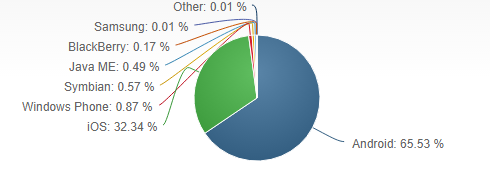 Other: 0.01 %
Samsung: 0.01 %
BlackBerry: 0.17 %
Java ME: 0.49 %
Symbian: 0.57 %
Windows Phone: 0.87 %
iOS: 32.34 %
Android: 65.53 %